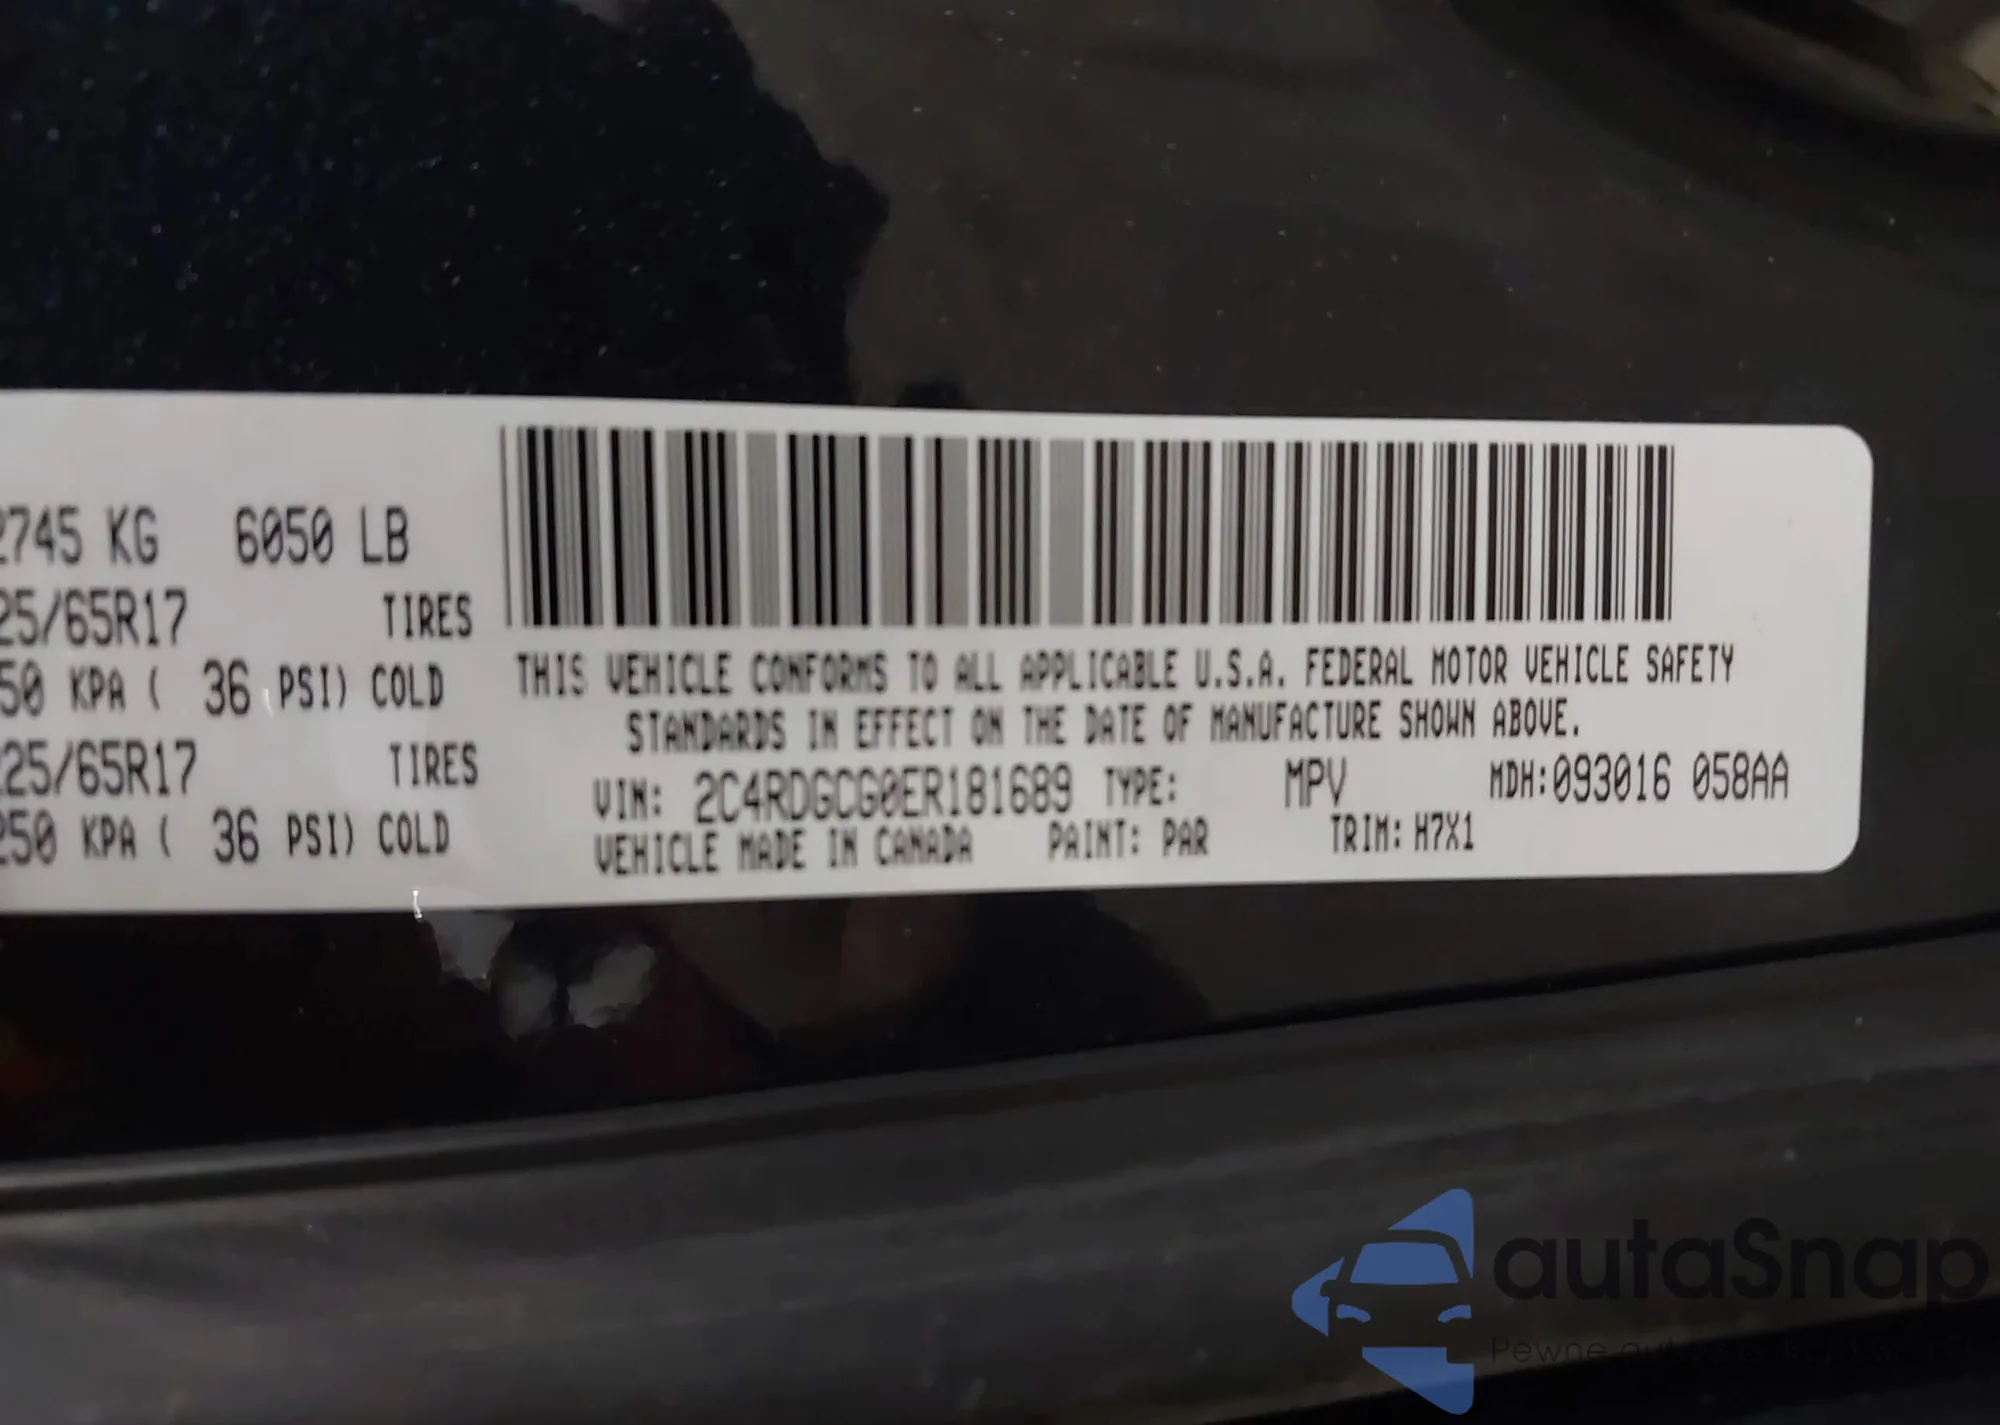 2745 KG 6050 LB
25/65R17 TIRES
50 KPA ( 36 PSI) COLD
25/65R17 TIRES
250 KPA ( 36 PSI) COLD
THIS VEHICLE CONFORMS TO ALL APPLICABLE U.S.A. FEDERAL MOTOR VEHICLE SAFETY
STANDARDS IN EFFECT ON THE DATE OF MANUFACTURE SHOWN ABOVE.
VIN: 2C4RDGCG0ER181689 TYPE: MPV MDH:093016 058AA
VEHICLE MADE IN CANADA PAINT: PAR TRIM: H7X1
autaSnap
Pewne auta